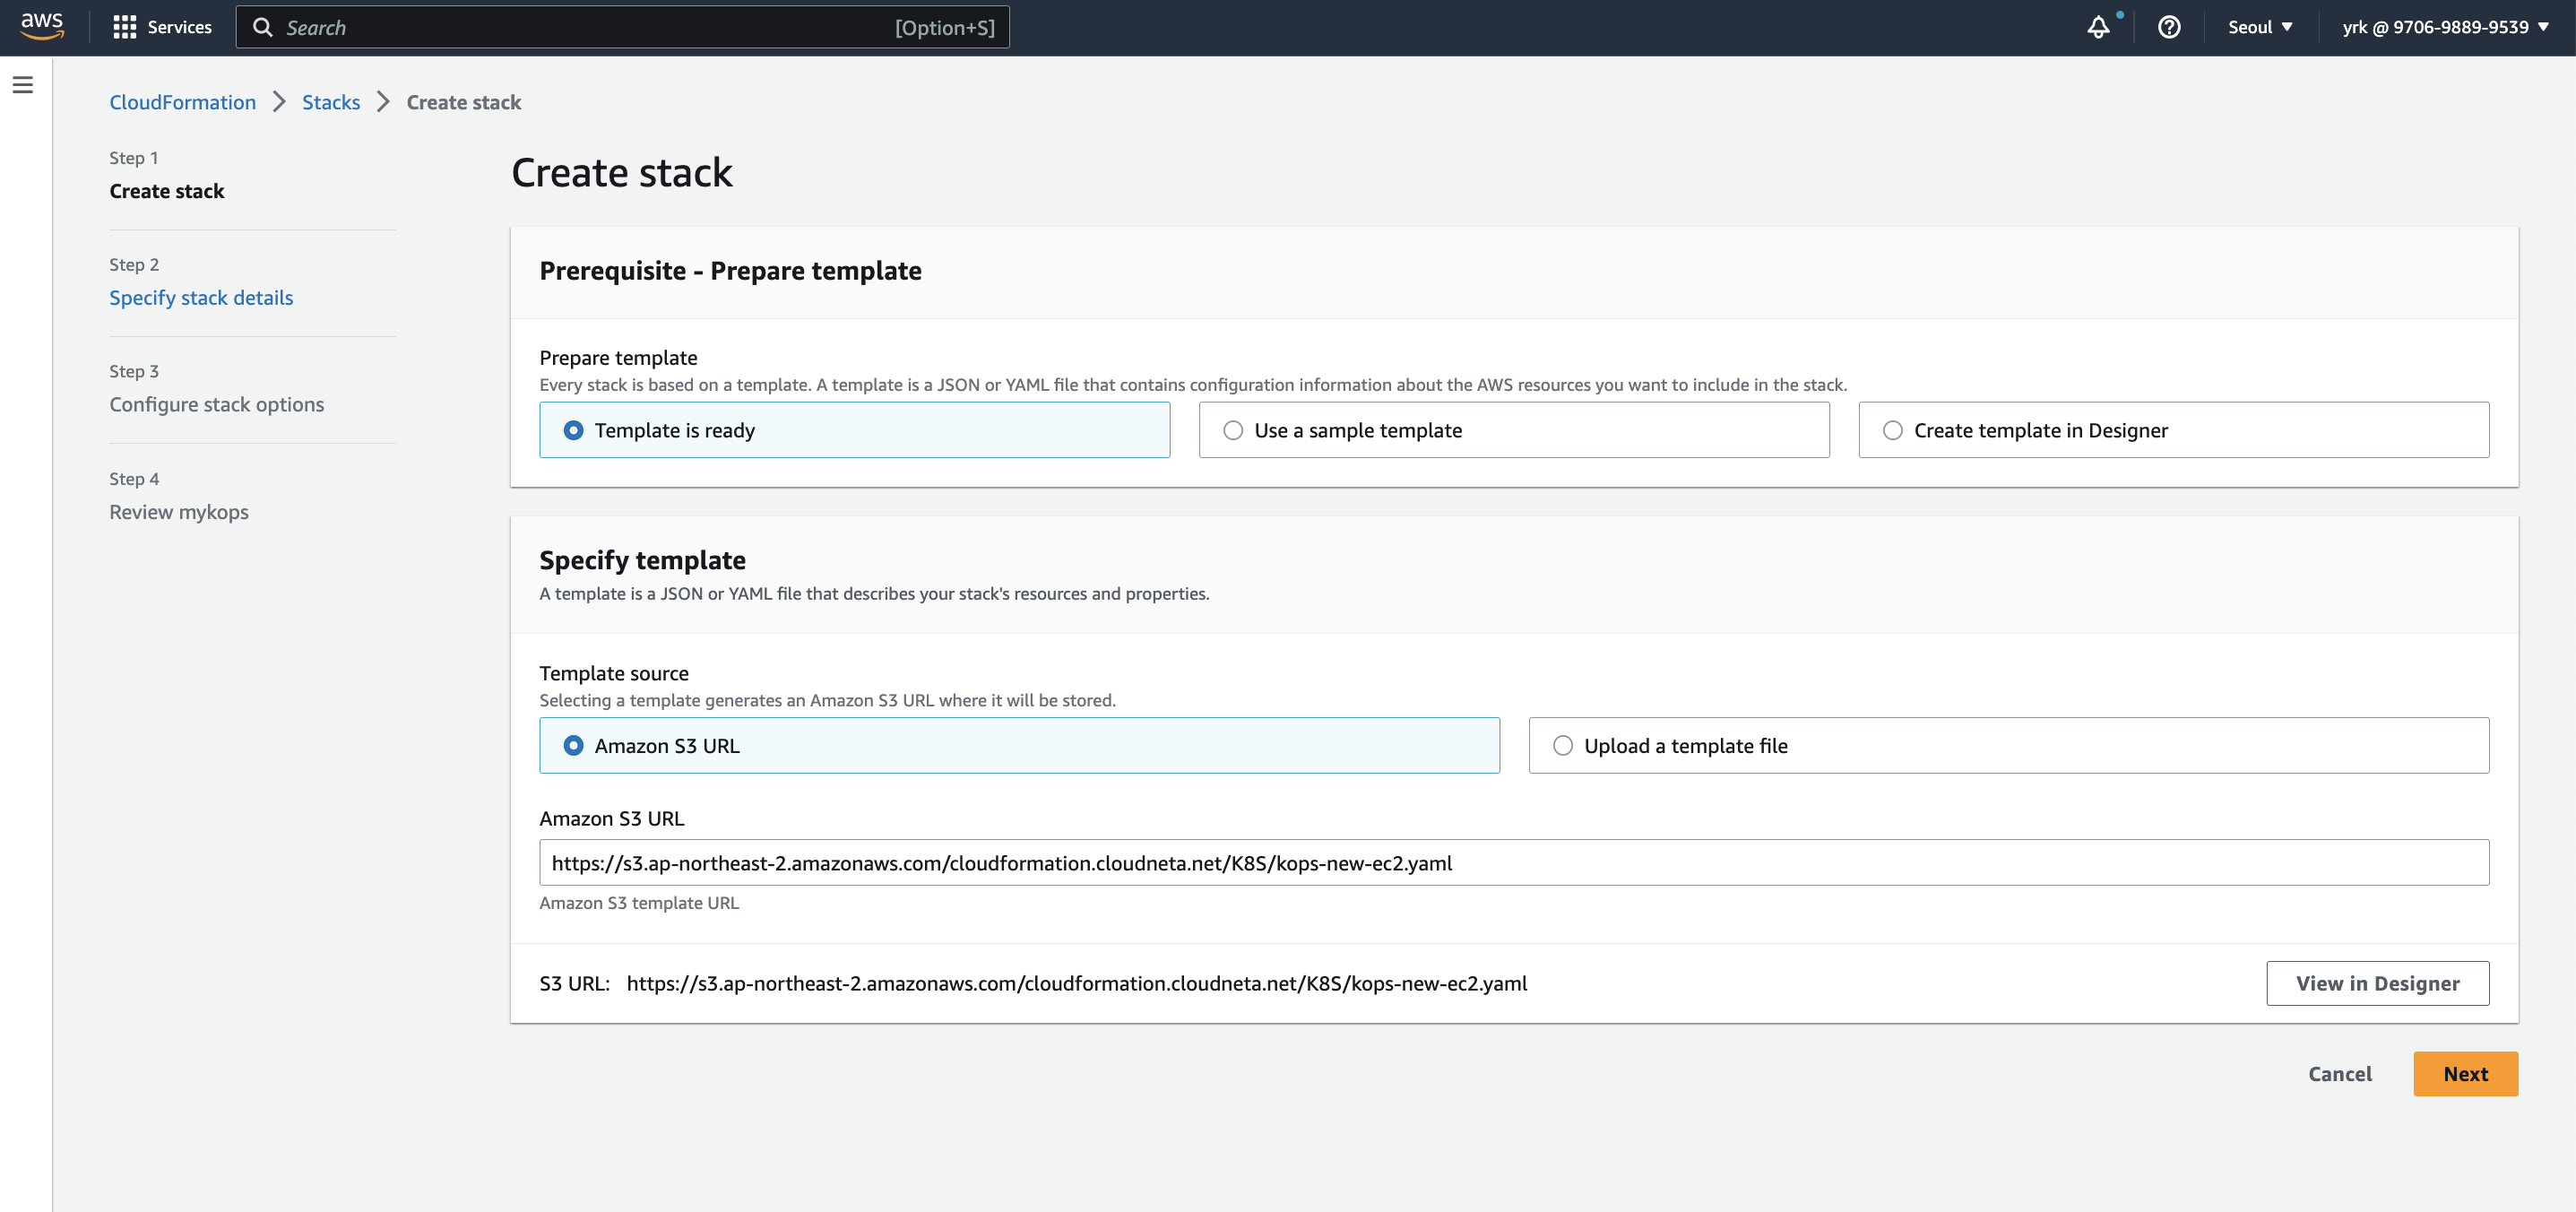 aws
Services
Search
[Option+S]
Seoul
yrk @ 9706-9889-9539
CloudFormation
Stacks
Create stack
Step 1
Create stack
Step 2
Specify stack details
Step 3
Configure stack options
Step 4
Review mykops
Create stack
Prerequisite - Prepare template
Prepare template
Every stack is based on a template. A template is a JSON or YAML file that contains configuration information about the AWS resources you want to include in the stack.
Template is ready
Use a sample template
Create template in Designer
Specify template
A template is a JSON or YAML file that describes your stack's resources and properties.
Template source
Selecting a template generates an Amazon S3 URL where it will be stored.
Amazon S3 URL
Upload a template file
Amazon S3 URL
https://s3.ap-northeast-2.amazonaws.com/cloudformation.cloudneta.net/K8S/kops-new-ec2.yaml
Amazon S3 template URL
S3 URL: https://s3.ap-northeast-2.amazonaws.com/cloudformation.cloudneta.net/K8S/kops-new-ec2.yaml
View in Designer
Cancel
Next